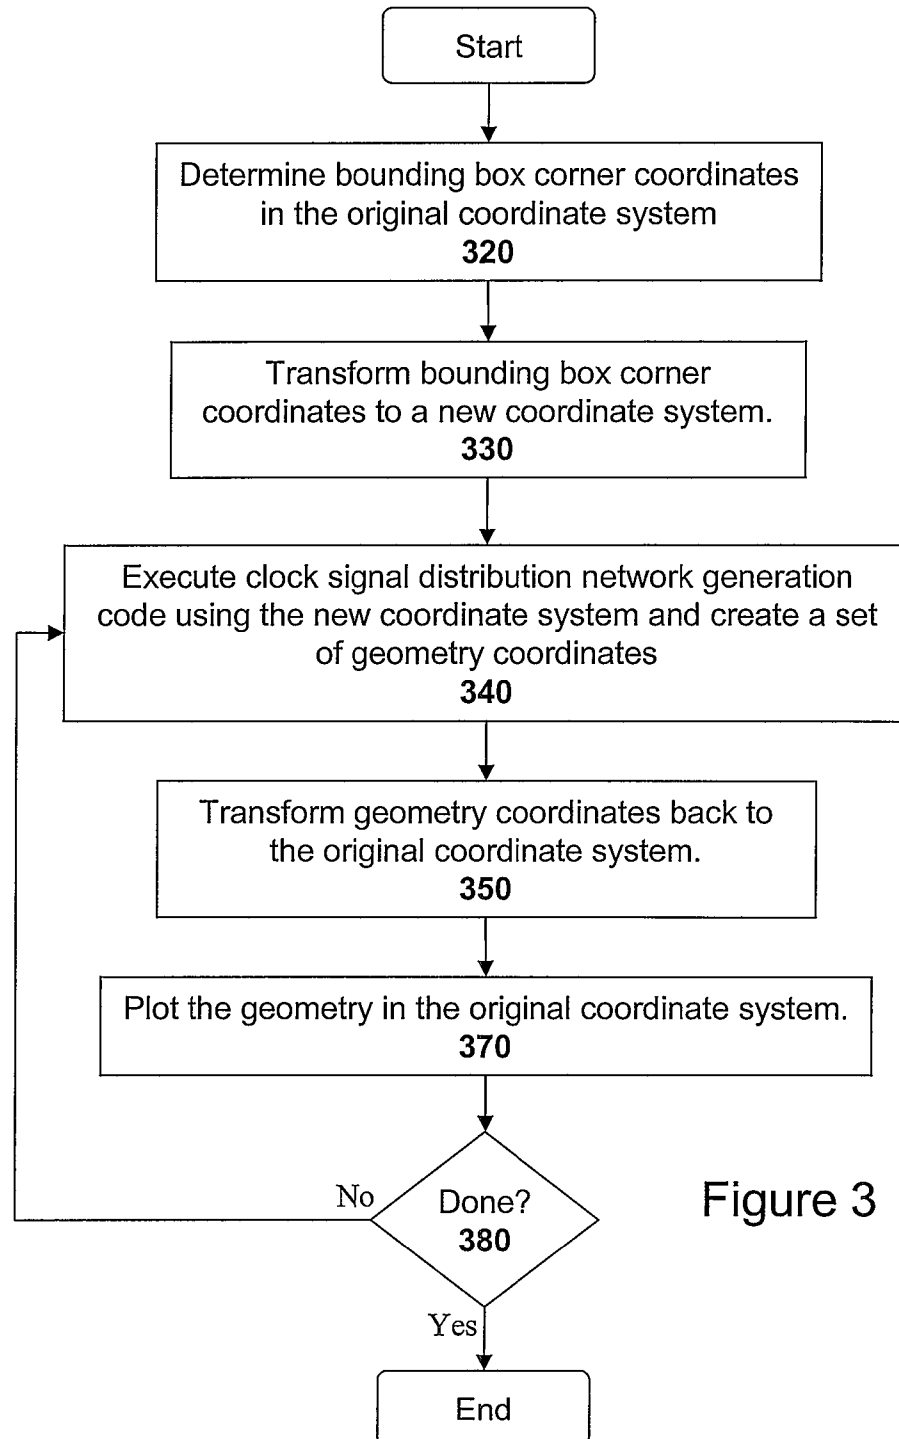 Start
Determine bounding box corner coordinates
in the original coordinate system
320
Transform bounding box corner
coordinates to a new coordinate system.
330
Execute clock signal distribution network generation
code using the new coordinate system and create a set
of geometry coordinates
340
Transform geometry coordinates back to
the original coordinate system.
350
Plot the geometry in the original coordinate system.
370
No
Done?
380
Figure 3
Yes
End